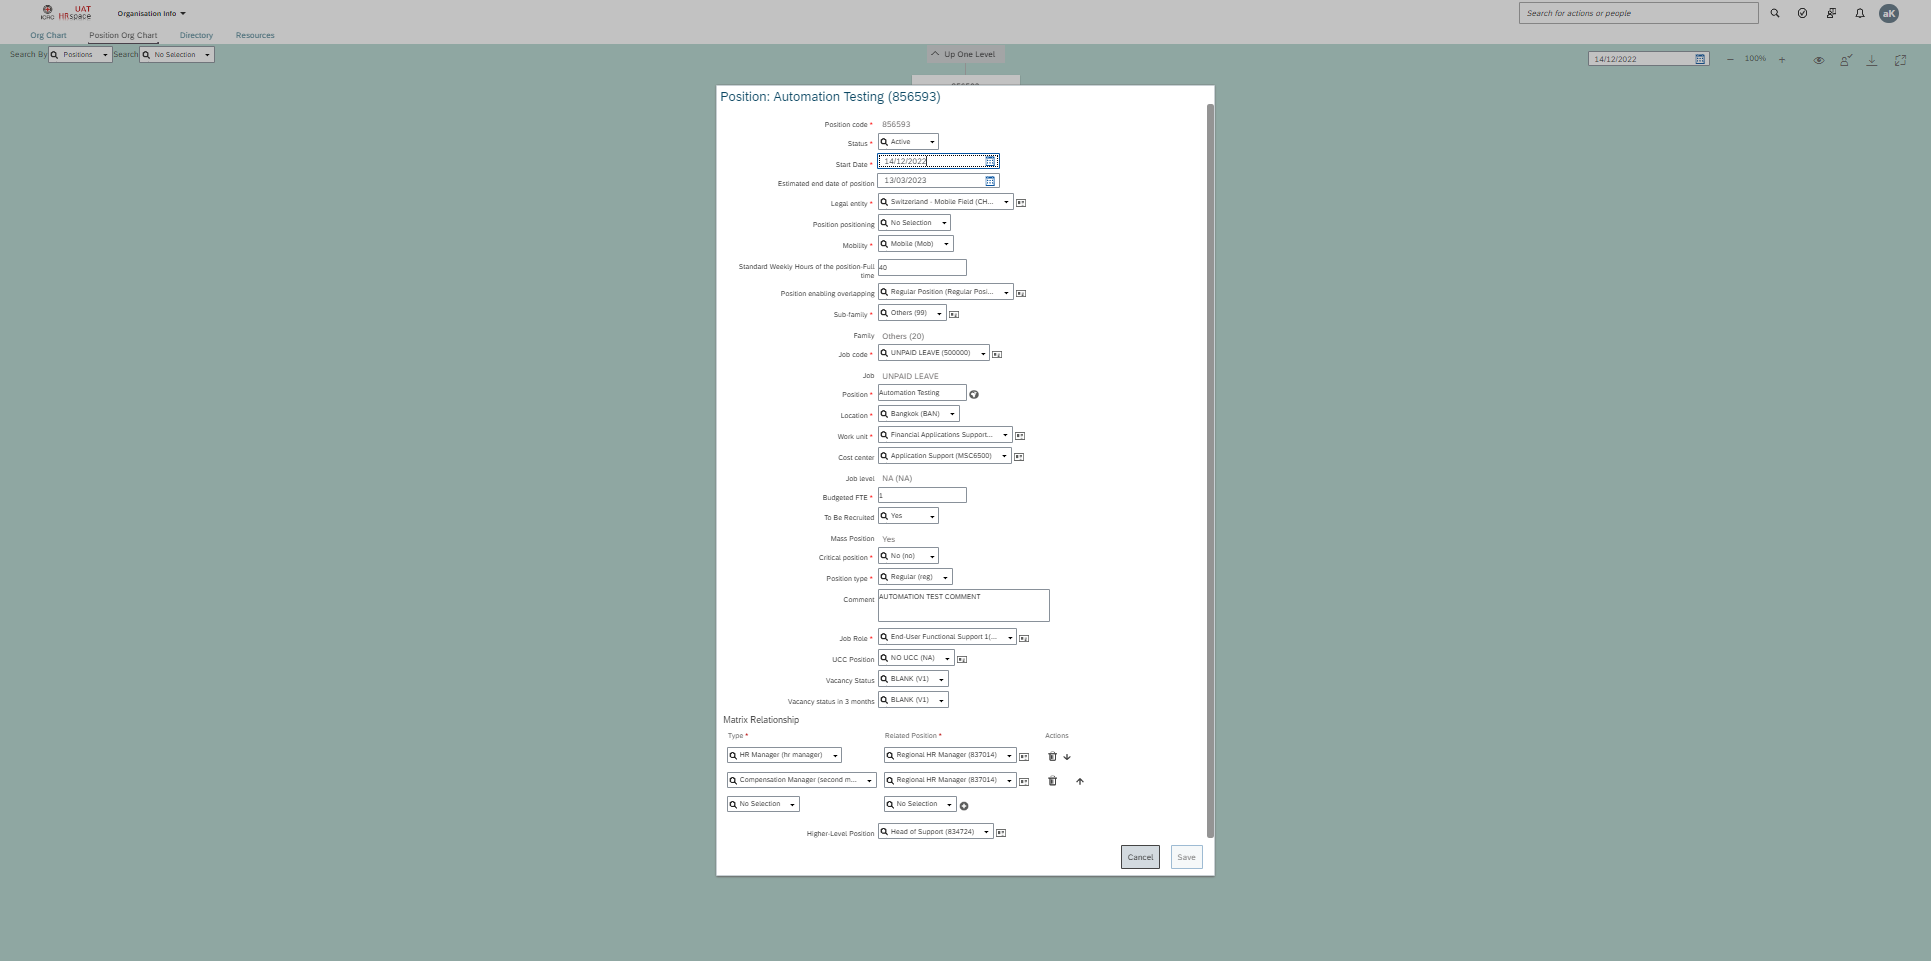 ICRC UAT HRspace Organisation Info Search for actions or people aK
Org Chart Position Org Chart Directory Resources
Search By Positions Search No Selection Up One Level 14/12/2022 100%
Position: Automation Testing (856593)
Position code * 856593
Status * Active
Start Date * 14/12/2022
Estimated end date of position 13/03/2023
Legal entity * Switzerland - Mobile Field (CH...
Position positioning No Selection
Mobility * Mobile (Mob)
Standard Weekly Hours of the position-Full time 40
Position enabling overlapping Regular Position (Regular Posi...
Sub-family * Others (99)
Family Others (20)
Job code * UNPAID LEAVE (500000)
Job UNPAID LEAVE
Position * Automation Testing
Location * Bangkok (BAN)
Work unit * Financial Applications Support...
Cost center Application Support (MSC6500)
Job level NA (NA)
Budgeted FTE * 1
To Be Recruited Yes
Mass Position Yes
Critical position * No (no)
Position type * Regular (reg)
Comment AUTOMATION TEST COMMENT
Job Role * End-User Functional Support 1(...
UCC Position NO UCC (NA)
Vacancy Status BLANK (V1)
Vacancy status in 3 months BLANK (V1)
Matrix Relationship
Type * Related Position * Actions
HR Manager (hr manager) Regional HR Manager (837014)
Compensation Manager (second m... Regional HR Manager (837014)
No Selection No Selection
Higher-Level Position Head of Support (834724)
Cancel Save